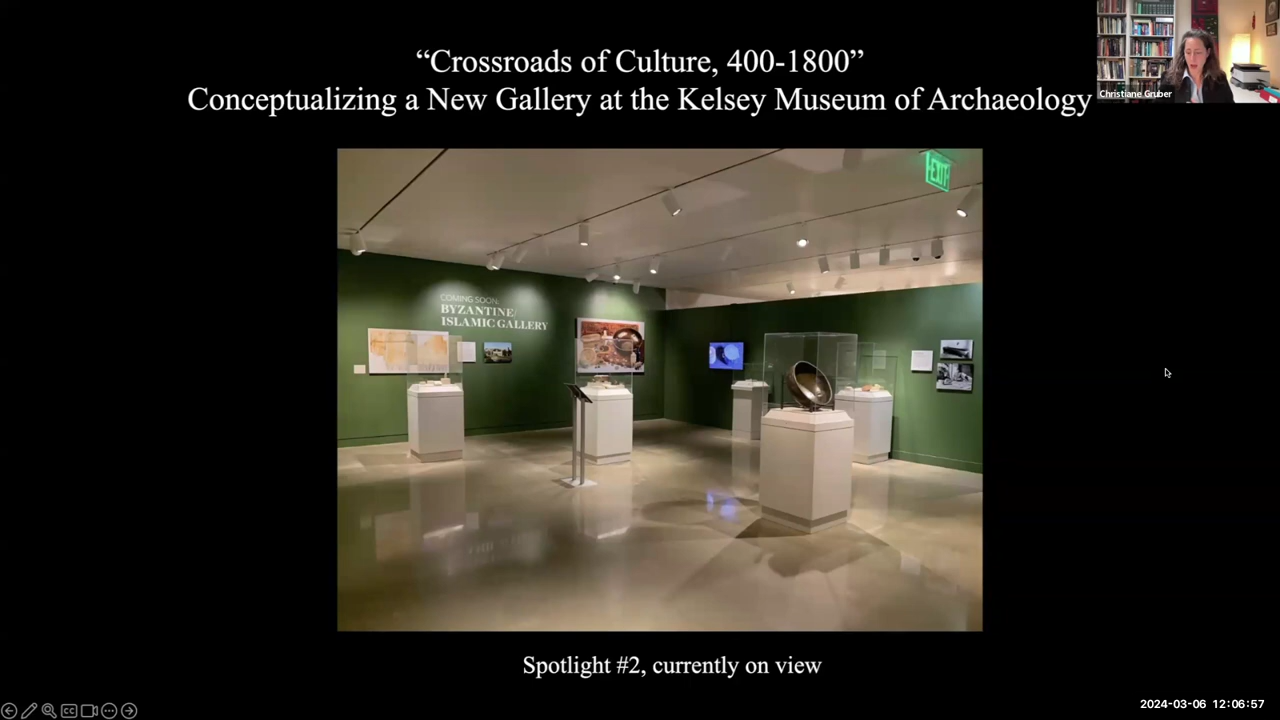 “Crossroads of Culture, 400-1800”
Conceptualizing a New Gallery at the Kelsey Museum of Archaeology
Christiane Gruber
EXIT
COMING SOON:
BYZANTINE/
ISLAMIC GALLERY
Spotlight #2, currently on view
CC
2024-03-06 12:06:57